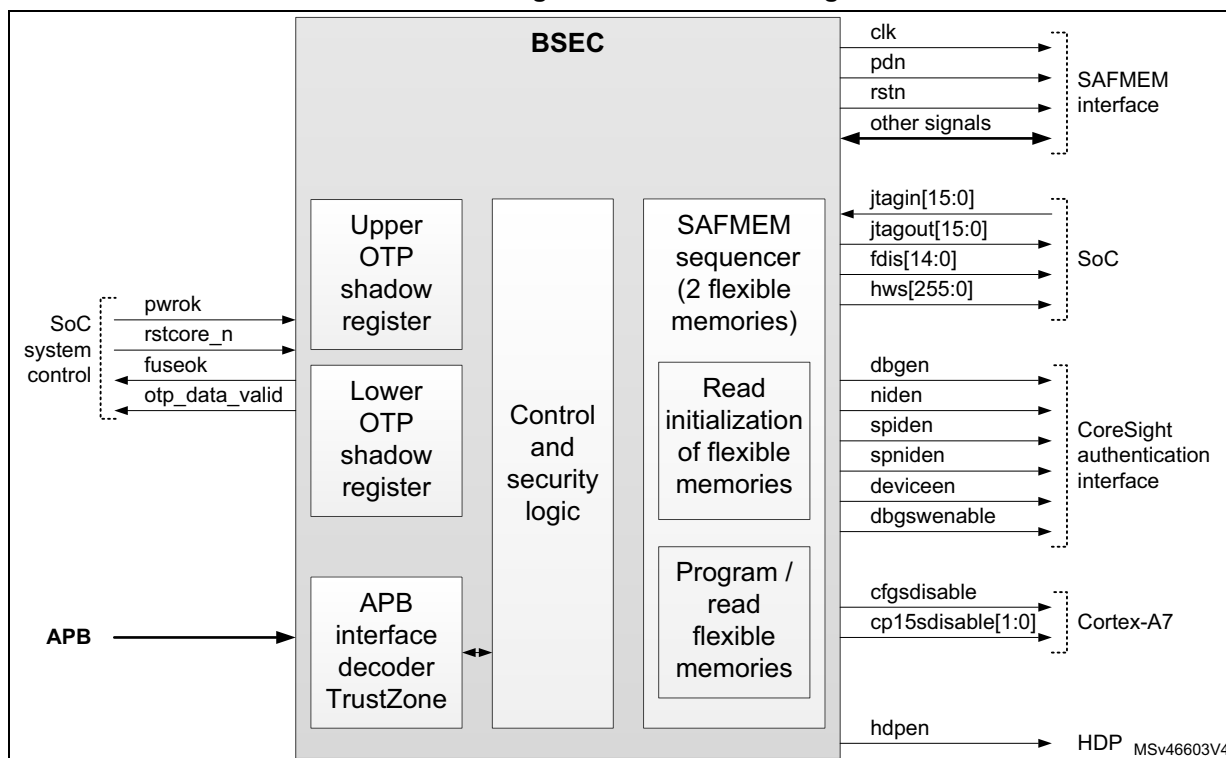 BSEC
pwrok
rstcore_n
fuseok
otp_data_valid
SoC
system
control
APB
Upper
OTP
shadow
register
Lower
OTP
shadow
register
APB
interface
decoder
TrustZone
Control
and
security
logic
SAFMEM
sequencer
(2 flexible
memories)
Read
initialization
of flexible
memories
Program /
read
flexible
memories
clk
pdn
rstn
other signals
SAFMEM
interface
jtagin[15:0]
jtagout[15:0]
fdis[14:0]
hws[255:0]
SoC
dbgen
niden
spiden
spniden
deviceen
dbgswenable
CoreSight
authentication
interface
cfgsdisable
cp15sdisable[1:0]
Cortex-A7
hdpen
HDP
MSv46603V4